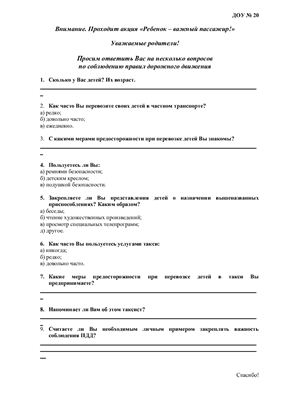 ДОУ № 20
Внимание. Проходит акция «Ребенок – важный пассажир!»
Уважаемые родители!
Просим ответить Вас на несколько вопросов
по соблюдению правил дорожного движения
1. Сколько у Вас детей? Их возраст.
2. Как часто Вы перевозите своих детей в частном транспорте?
а) редко;
б) довольно часто;
в) ежедневно.
3. С какими мерами предосторожности при перевозке детей Вы знакомы?
4. Пользуетесь ли Вы:
а) ремнями безопасности;
б) детским креслом;
в) подушкой безопасности.
5. Закрепляете ли Вы представления детей о назначении вышеназванных
приспособлениях? Каким образом?
а) беседы;
б) чтение художественных произведений;
в) просмотр специальных телепрограмм;
д) другое.
6. Как часто Вы пользуетесь услугами такси:
а) никогда;
б) редко;
в) довольно часто.
7. Какие меры предосторожности при перевозке детей в такси Вы
предпринимаете?
8. Напоминает ли Вам об этом таксист?
9. Считаете ли Вы необходимым личным примером закреплять важность
соблюдения ПДД?
Спасибо!